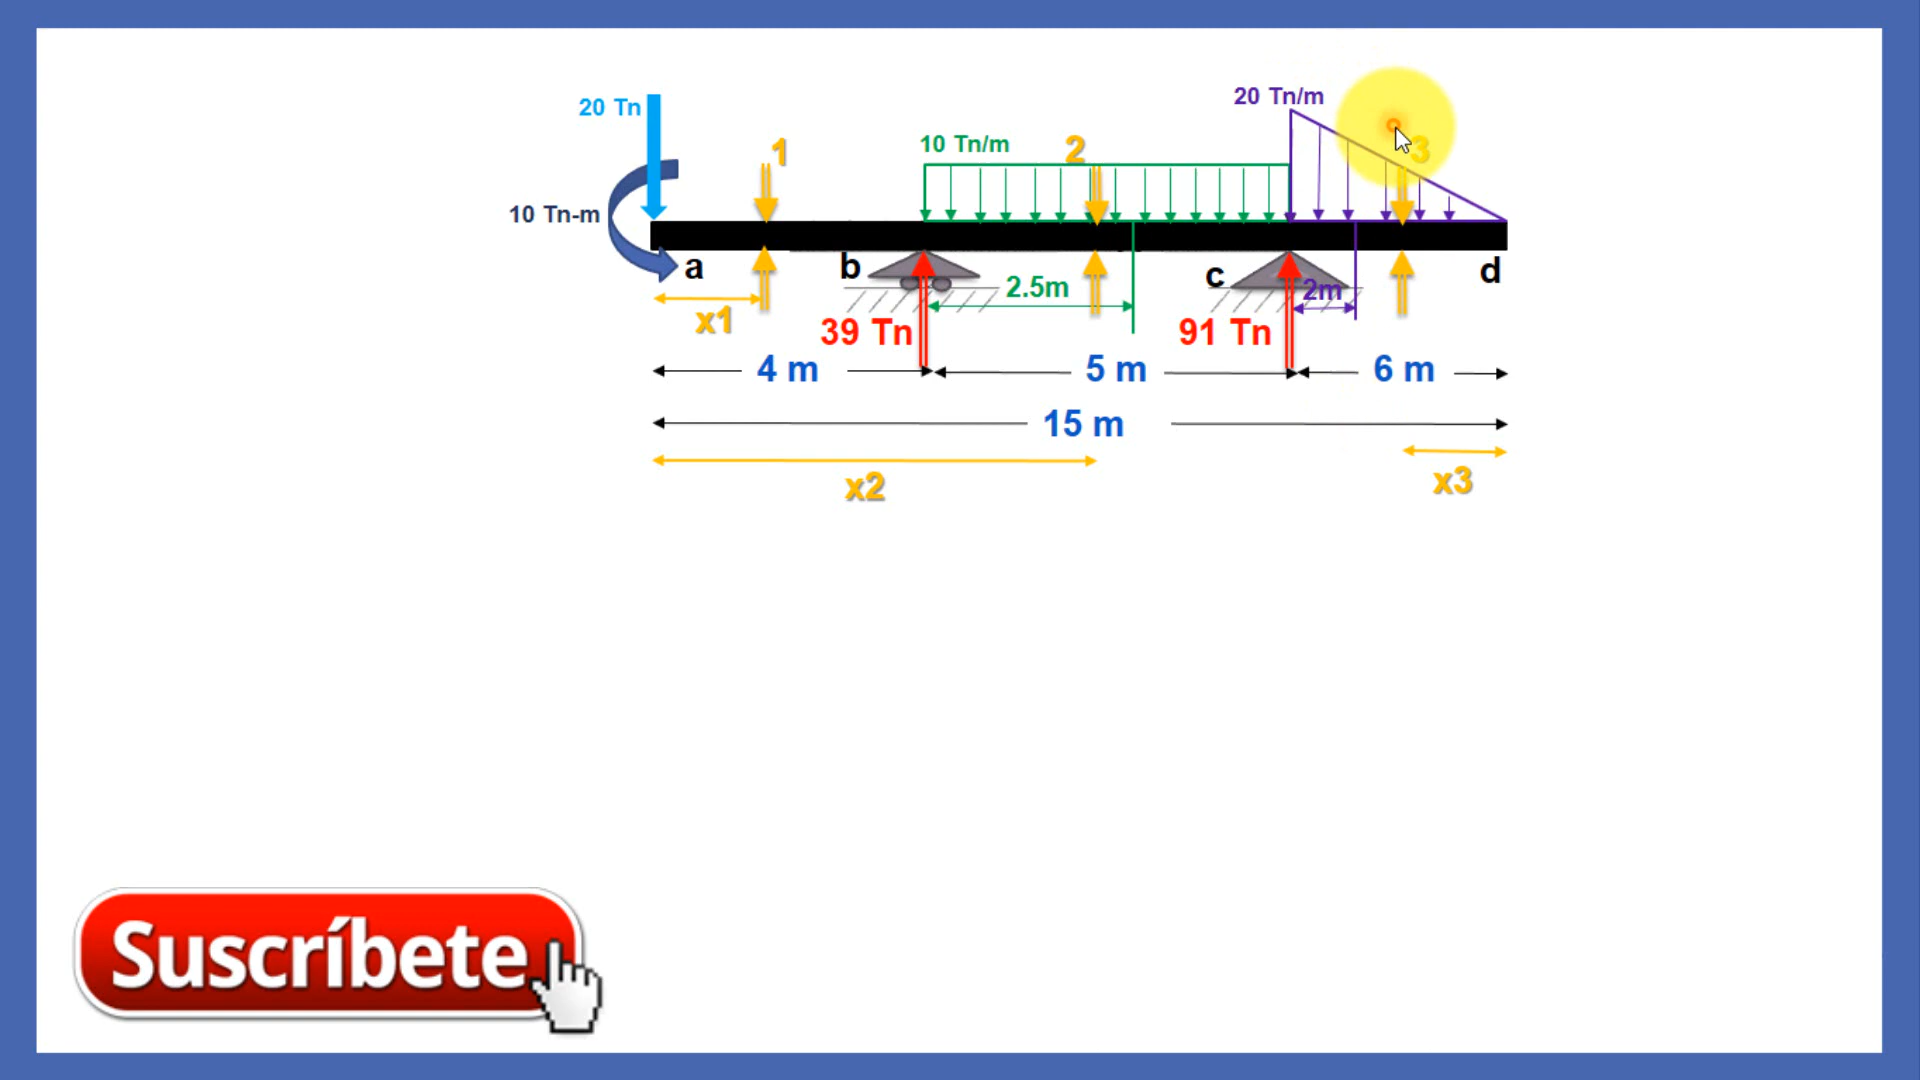 20 Tn/m
20 Tn
1
10 Tn/m
2
3
10 Tn-m
a
b
c
d
2.5m
2m
x1
39 Tn
91 Tn
4 m
5 m
6 m
15 m
x2
x3
Suscríbete